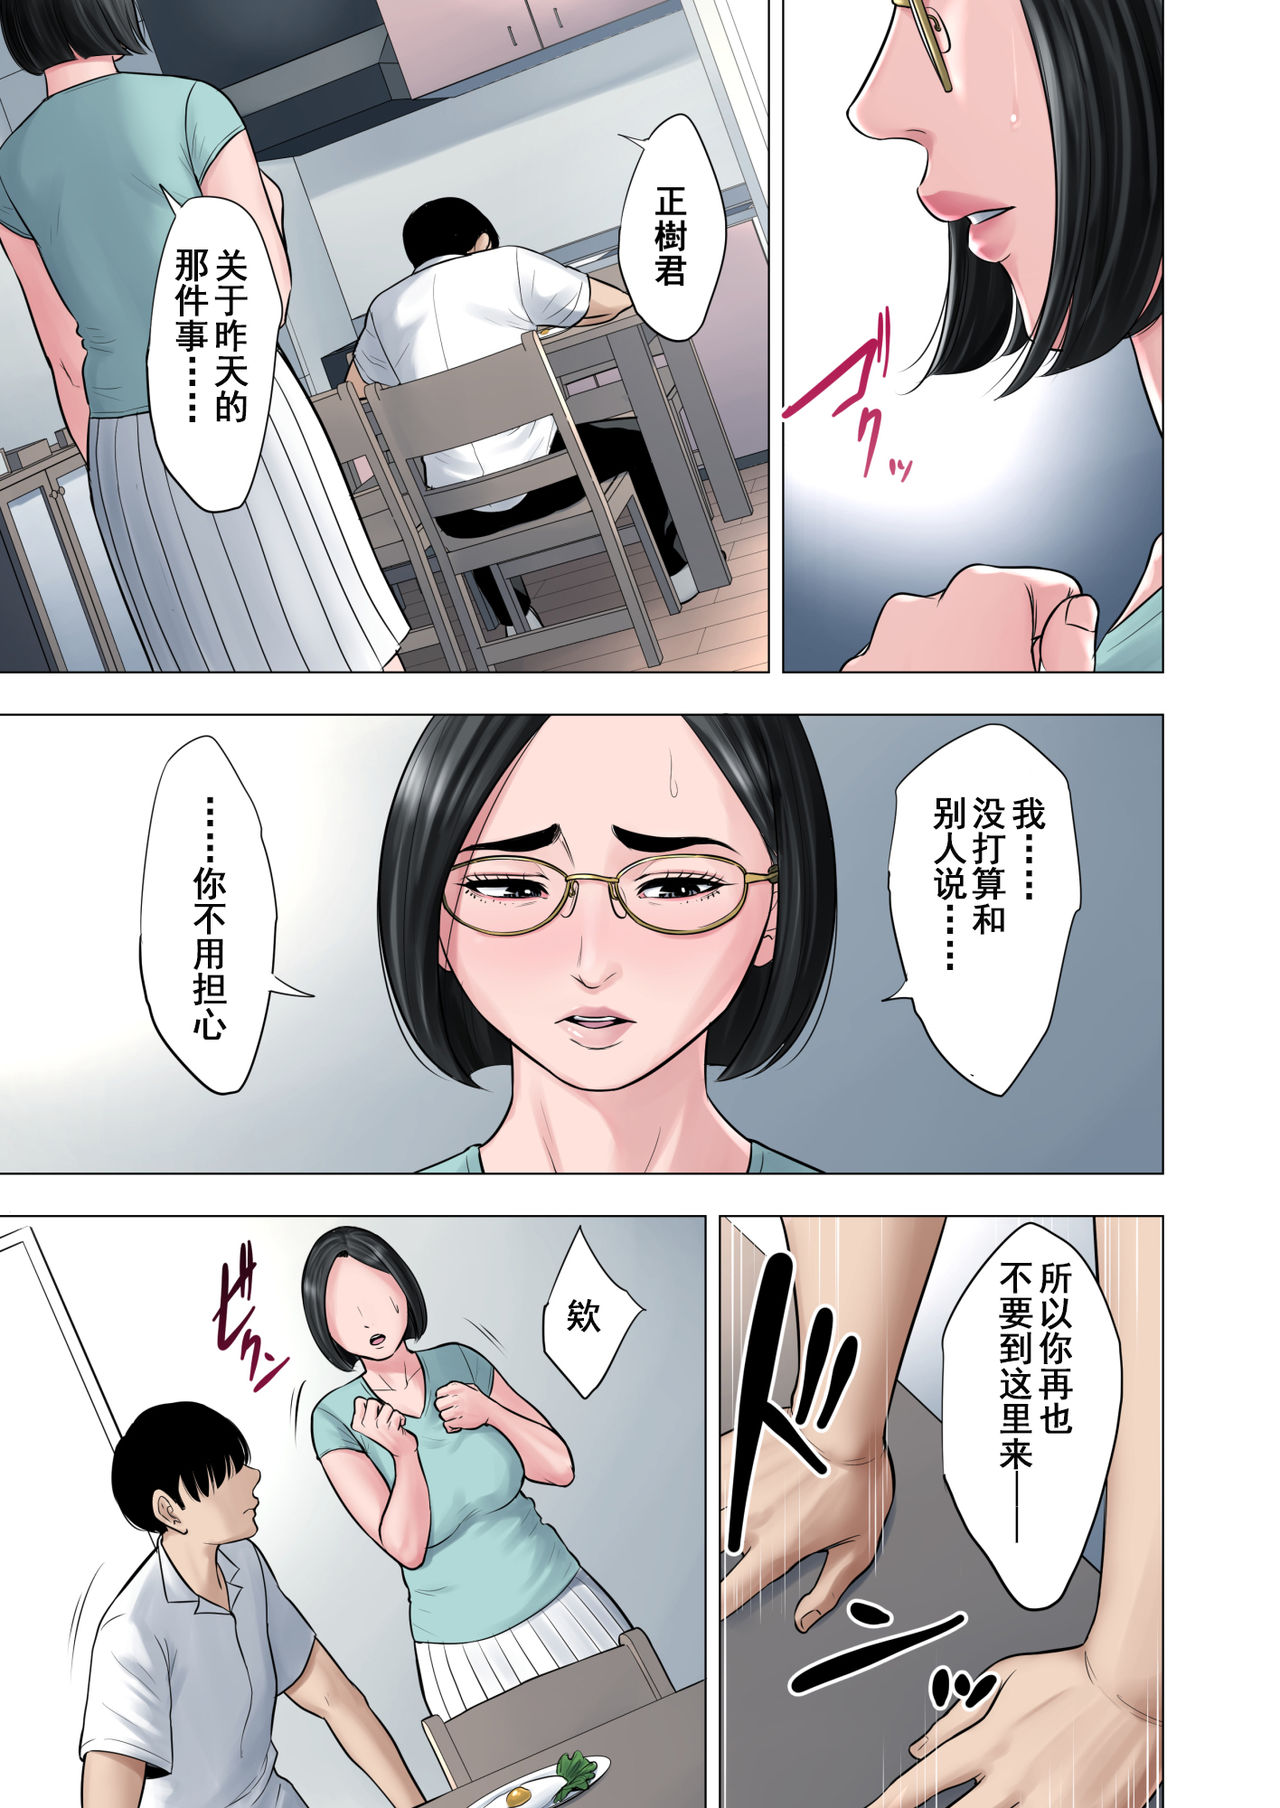 グッ
正樹君
关于昨天的
那件事……
我……
没打算和
别人说……
……你不用担心
所以你再也
不要到这里来——
ドンッ
欸
ビクン